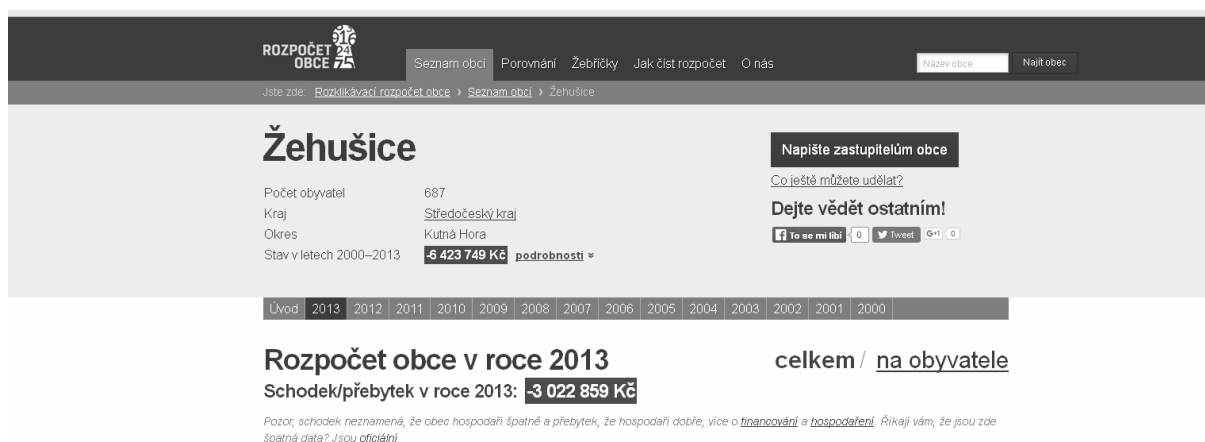 ROZPOČET
OBCE
Seznam obcí Porovnání Žebříčky Jak číst rozpočet O nás Název obce Najít obec
Jste zde: Rozklikávací rozpočet obce › Seznam obcí › Žehušice
Žehušice
Napište zastupitelům obce
Co ještě můžete udělat?
Počet obyvatel 687
Kraj Středočeský kraj
Okres Kutná Hora
Stav v letech 2000–2013 -6 423 749 Kč podrobnosti
Dejte vědět ostatním!
To se mi líbí 0 Tweet G+1 0
Úvod 2013 2012 2011 2010 2009 2008 2007 2006 2005 2004 2003 2002 2001 2000
Rozpočet obce v roce 2013
celkem / na obyvatele
Schodek/přebytek v roce 2013: -3 022 859 Kč
Pozor, schodek neznamená, že obec hospodaří špatně a přebytek, že hospodaří dobře, více o financování a hospodaření. Říkají vám, že jsou zde
špatná data? Jsou oficiální.